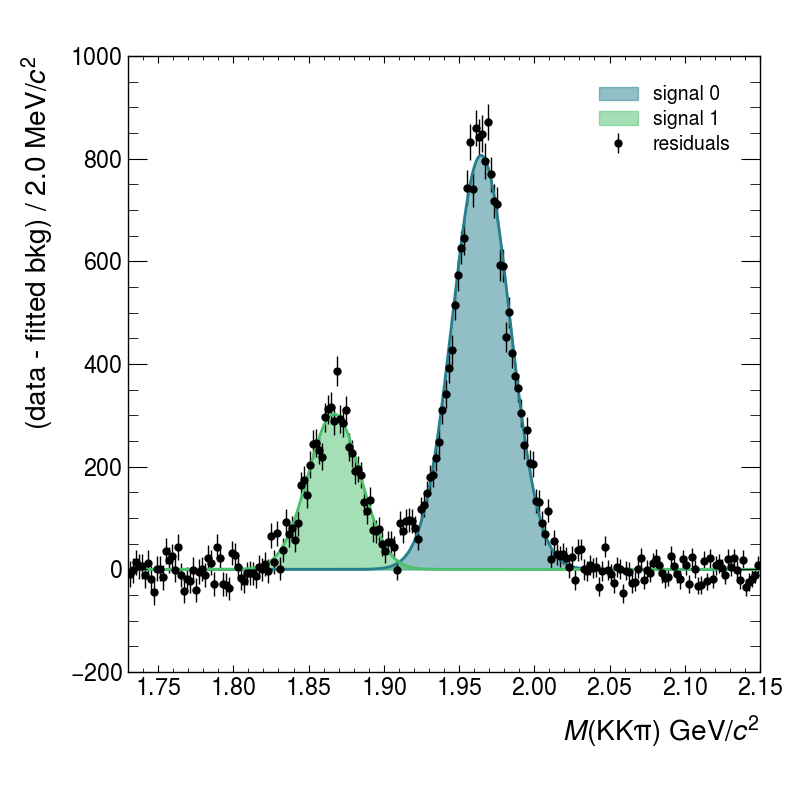 (data - fitted bkg) / 2.0 MeV/c²
1000
800
600
400
200
0
−200
signal 0
signal 1
residuals
1.75 1.80 1.85 1.90 1.95 2.00 2.05 2.10 2.15
M(KKπ) GeV/c²